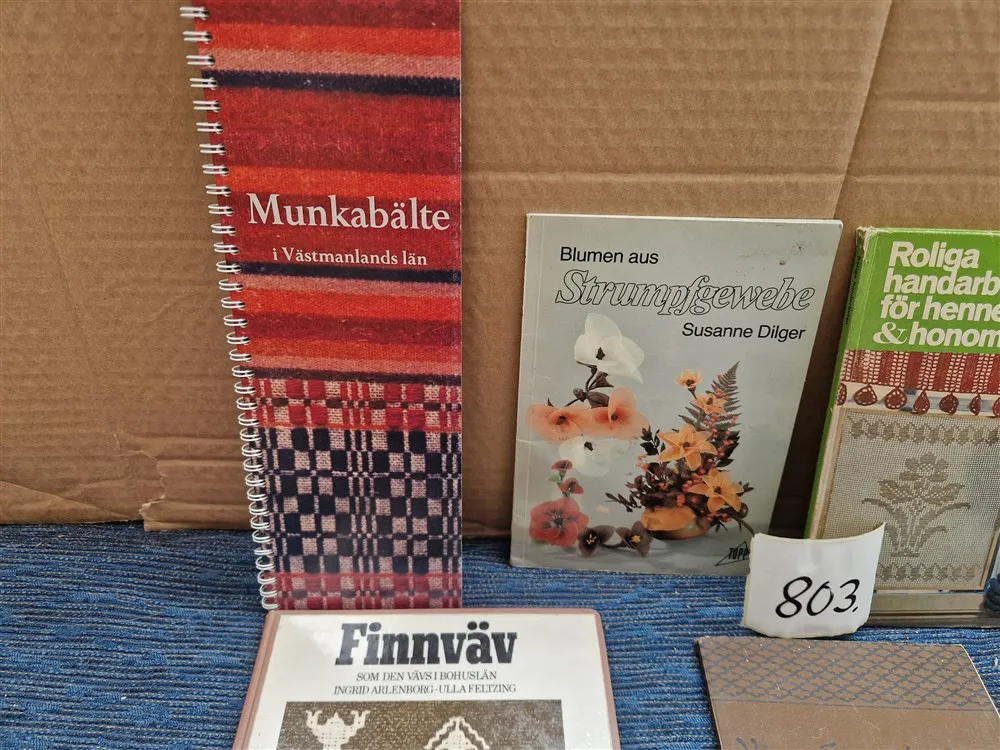 Munkabälte
i Västmanlands län
Blumen aus
Strumpfgewebe
Susanne Dilger
Roliga
handarb
för henne
& honom
803.
Finnväv
SOM DEN VÄVS I BOHUSLÄN
INGRID ARLENBORG - ULLA FELTZING